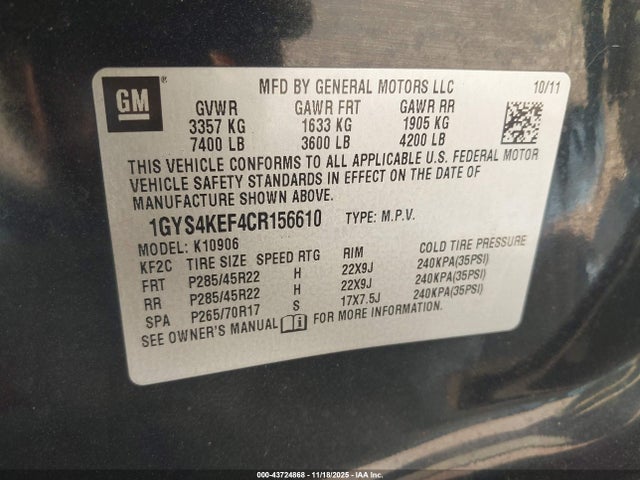 GM ®
MFD BY GENERAL MOTORS LLC 10/11
GVWR GAWR FRT GAWR RR
3357 KG 1633 KG 1905 KG
7400 LB 3600 LB 4200 LB
THIS VEHICLE CONFORMS TO ALL APPLICABLE U.S. FEDERAL MOTOR
VEHICLE SAFETY STANDARDS IN EFFECT ON THE DATE OF
MANUFACTURE SHOWN ABOVE.
1GYS4KEF4CR156610 TYPE: M.P.V.
MODEL: K10906
KF2C TIRE SIZE SPEED RTG RIM COLD TIRE PRESSURE
FRT P285/45R22 H 22X9J 240KPA(35PSI)
RR P285/45R22 H 22X9J 240KPA(35PSI)
SPA P265/70R17 S 17X7.5J 240KPA(35PSI)
SEE OWNER'S MANUAL FOR MORE INFORMATION.
000-43724868 - 11/18/2025 - IAA Inc.